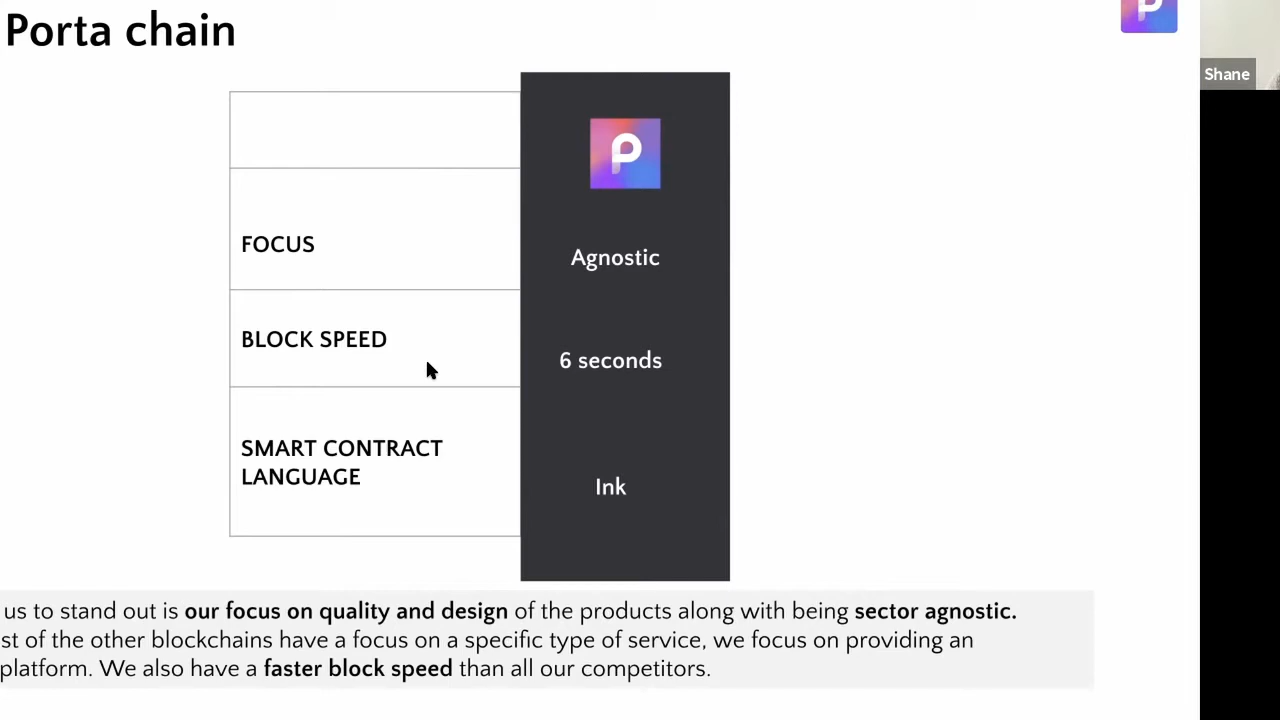 Porta chain
P
Shane
P
FOCUS
Agnostic
BLOCK SPEED
6 seconds
SMART CONTRACT
LANGUAGE
Ink
us to stand out is our focus on quality and design of the products along with being sector agnostic.
st of the other blockchains have a focus on a specific type of service, we focus on providing an
platform. We also have a faster block speed than all our competitors.